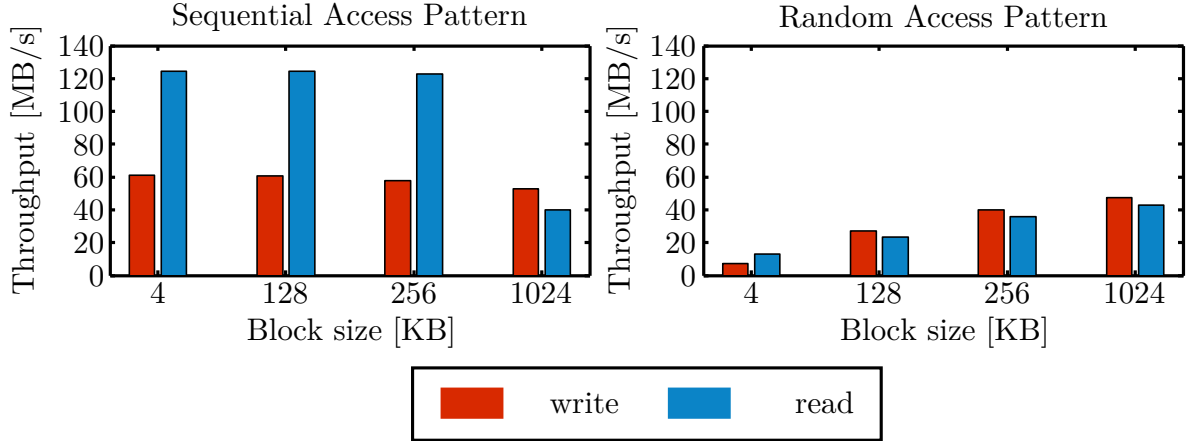 Sequential Access Pattern
Throughput [MB/s]
140
120
100
80
60
40
20
0
4 128 256 1024
Block size [KB]
Random Access Pattern
Throughput [MB/s]
140
120
100
80
60
40
20
0
4 128 256 1024
Block size [KB]
write read